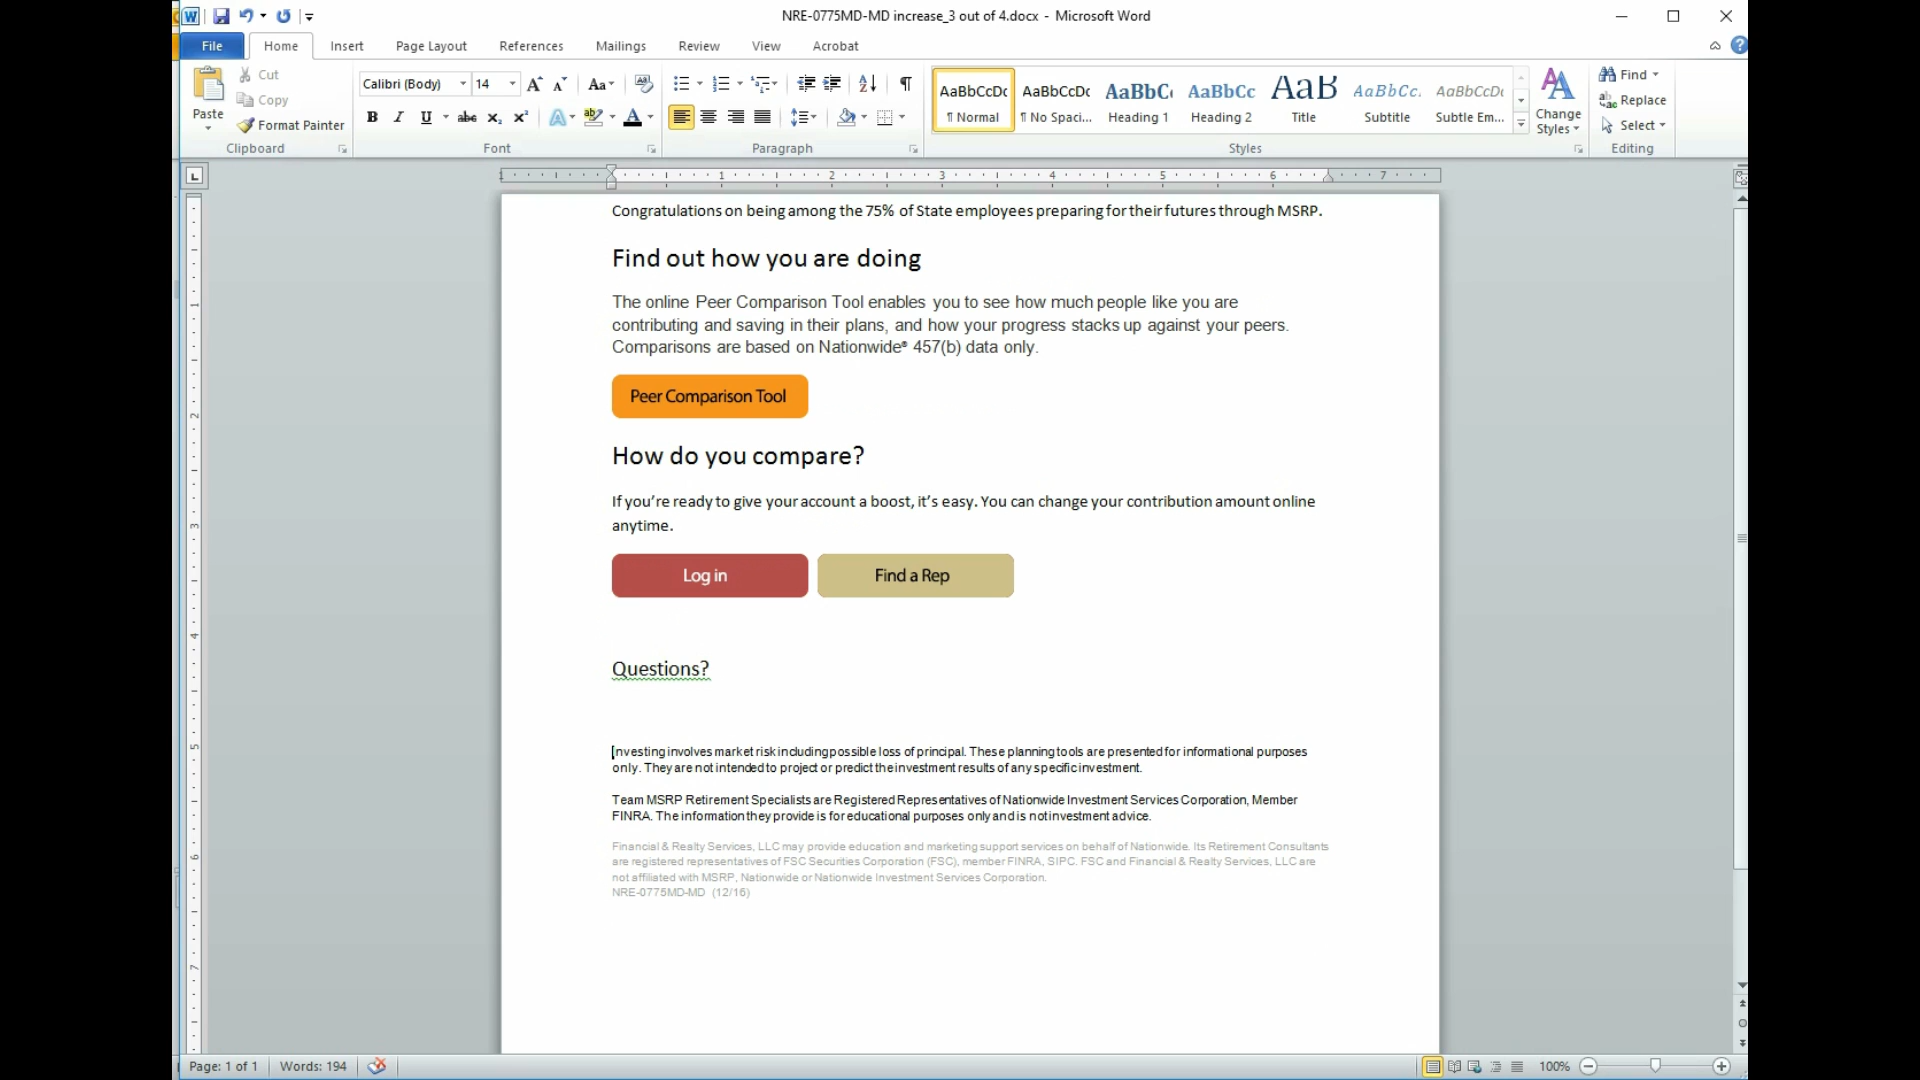 NRE-0775MD-MD increase_3 out of 4.docx - Microsoft Word
File Home Insert Page Layout References Mailings Review View Acrobat
Paste
Cut
Copy
Format Painter
Clipboard
Calibri (Body) 14
Font
Paragraph
AaBbCcDc AaBbCcDc AaBbC AaBbCc AaB AaBbCc. AaBbCcDc
¶ Normal ¶ No Spaci... Heading 1 Heading 2 Title Subtitle Subtle Em...
Styles
Change
Styles
Find
Replace
Select
Editing
1 1 2 3 4 5 6 7
Congratulations on being among the 75% of State employees preparing for their futures through MSRP.
Find out how you are doing
The online Peer Comparison Tool enables you to see how much people like you are
contributing and saving in their plans, and how your progress stacks up against your peers.
Comparisons are based on Nationwide® 457(b) data only.
Peer Comparison Tool
How do you compare?
If you’re ready to give your account a boost, it’s easy. You can change your contribution amount online
anytime.
Log in Find a Rep
Questions?
Investing involves market risk including possible loss of principal. These planning tools are presented for informational purposes
only. They are not intended to project or predict the investment results of any specific investment.
Team MSRP Retirement Specialists are Registered Representatives of Nationwide Investment Services Corporation, Member
FINRA. The information they provide is for educational purposes only and is not investment advice.
Financial & Realty Services, LLC may provide education and marketing support services on behalf of Nationwide. Its Retirement Consultants
are registered representatives of FSC Securities Corporation (FSC), member FINRA, SIPC. FSC and Financial & Realty Services, LLC are
not affiliated with MSRP, Nationwide or Nationwide Investment Services Corporation.
NRE-0775MD-MD (12/16)
Page: 1 of 1 Words: 194 100%